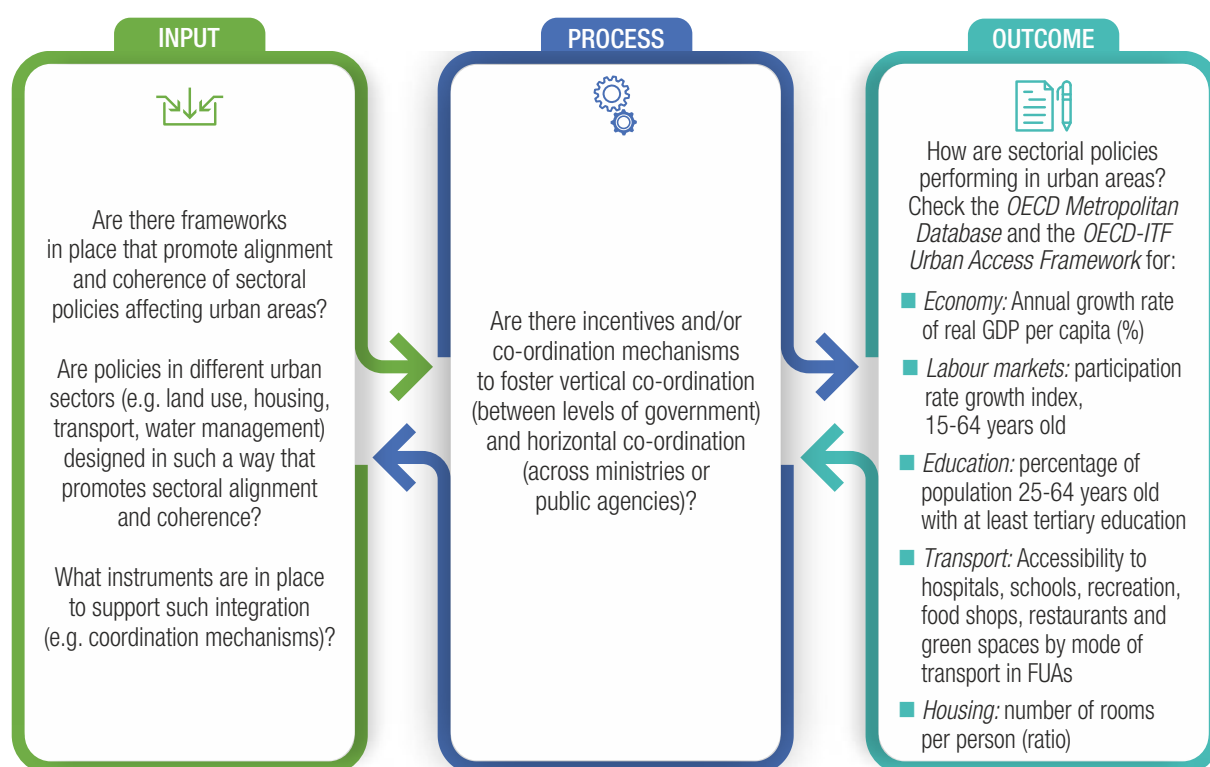 INPUT
Are there frameworks
in place that promote alignment
and coherence of sectoral
policies affecting urban areas?
Are policies in different urban
sectors (e.g. land use, housing,
transport, water management)
designed in such a way that
promotes sectoral alignment
and coherence?
What instruments are in place
to support such integration
(e.g. coordination mechanisms)?
PROCESS
Are there incentives and/or
co-ordination mechanisms
to foster vertical co-ordination
(between levels of government)
and horizontal co-ordination
(across ministries or
public agencies)?
OUTCOME
How are sectorial policies
performing in urban areas?
Check the OECD Metropolitan
Database and the OECD-ITF
Urban Access Framework for:
■ Economy: Annual growth rate
of real GDP per capita (%)
■ Labour markets: participation
rate growth index,
15-64 years old
■ Education: percentage of
population 25-64 years old
with at least tertiary education
■ Transport: Accessibility to
hospitals, schools, recreation,
food shops, restaurants and
green spaces by mode of
transport in FUAs
■ Housing: number of rooms
per person (ratio)